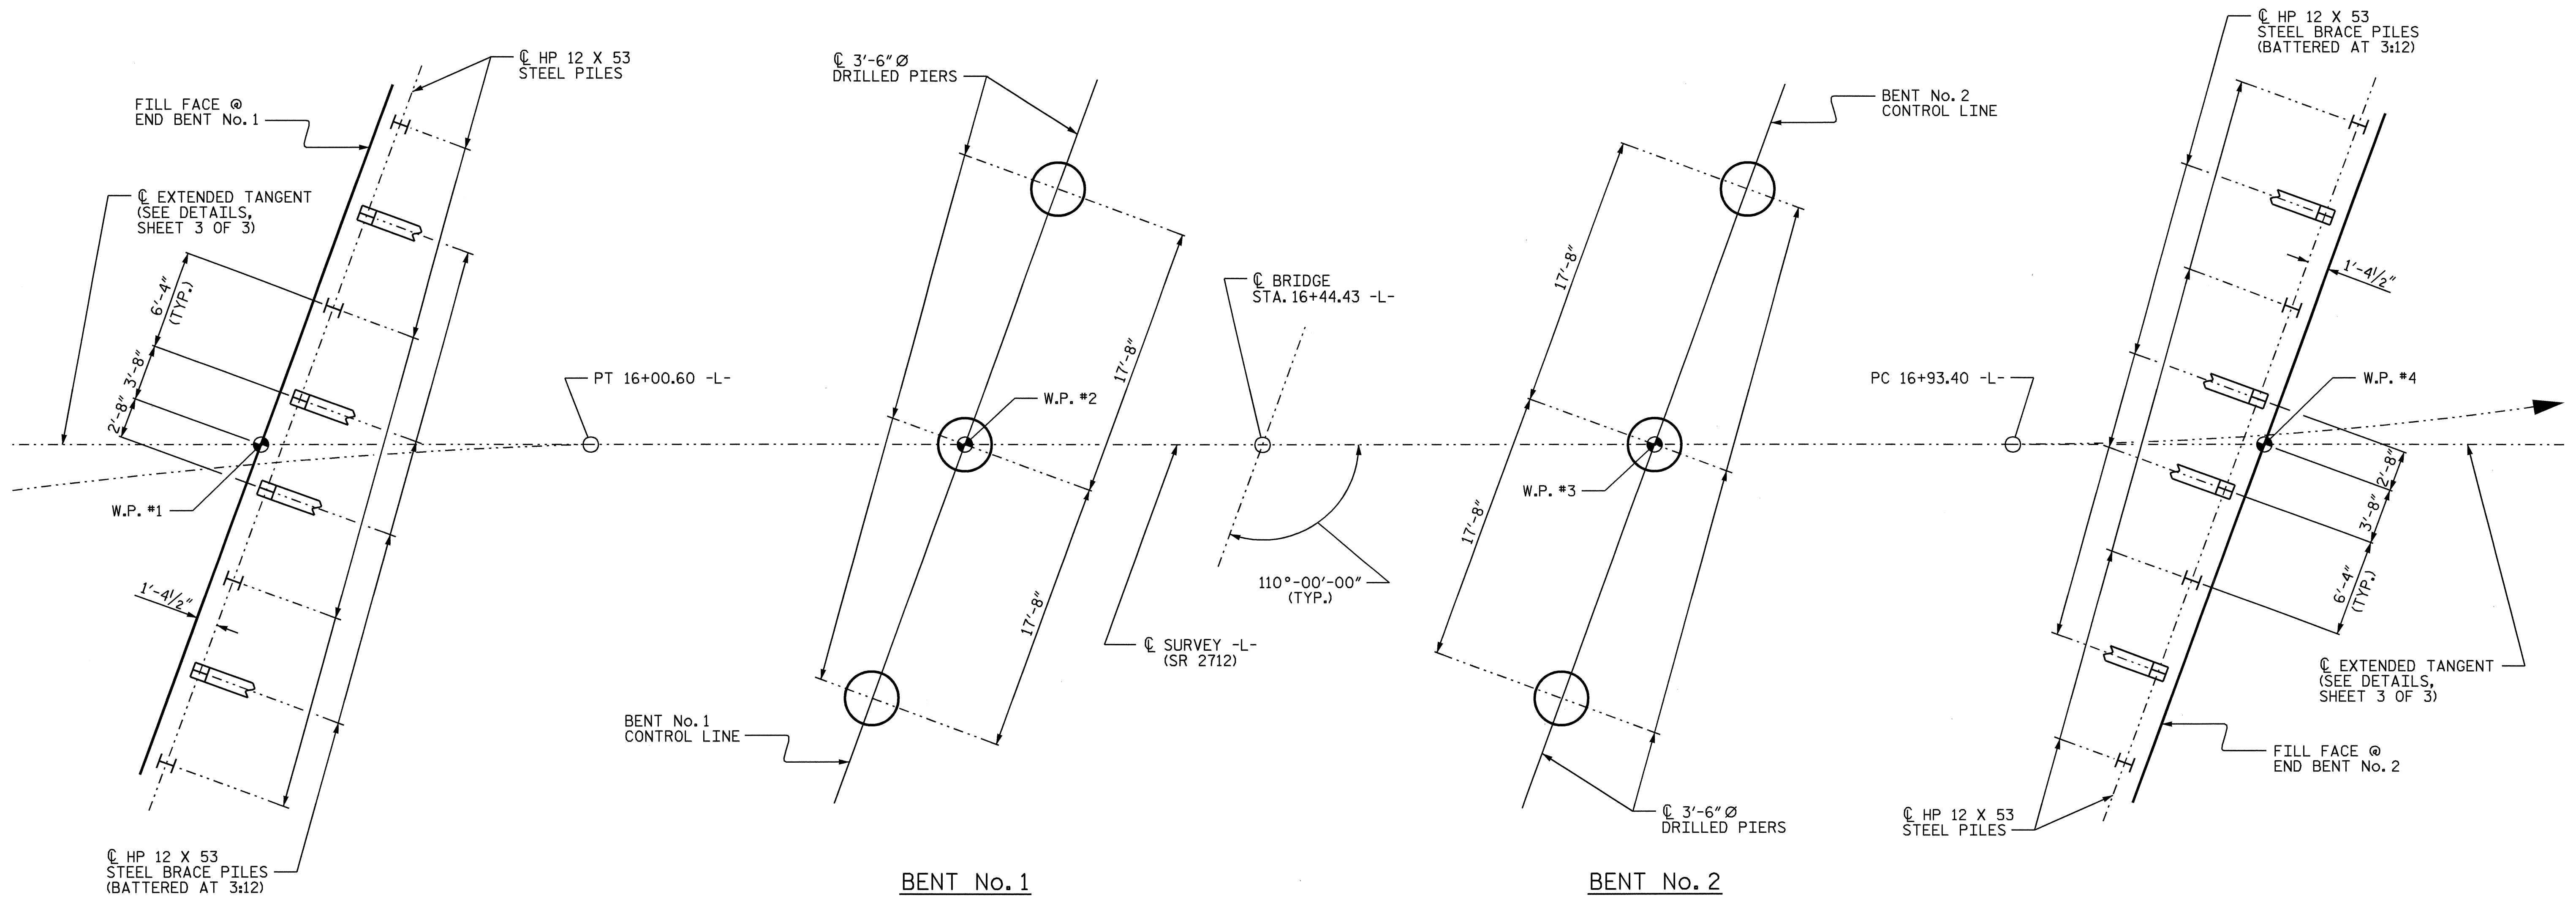 ℄ HP 12 X 53
STEEL PILES
FILL FACE @
END BENT No. 1
℄ EXTENDED TANGENT
(SEE DETAILS,
SHEET 3 OF 3)
6'-4"
(TYP.)
3'-8"
2'-8"
W.P. #1
1'-4½"
℄ HP 12 X 53
STEEL BRACE PILES
(BATTERED AT 3:12)
PT 16+00.60 -L-
℄ 3'-6" Ø
DRILLED PIERS
W.P. #2
17'-8"
17'-8"
BENT No. 1
CONTROL LINE
BENT No. 1
℄ BRIDGE
STA. 16+44.43 -L-
110°-00'-00"
(TYP.)
℄ SURVEY -L-
(SR 2712)
BENT No. 2
CONTROL LINE
17'-8"
W.P. #3
17'-8"
℄ 3'-6" Ø
DRILLED PIERS
BENT No. 2
℄ HP 12 X 53
STEEL BRACE PILES
(BATTERED AT 3:12)
1'-4½"
PC 16+93.40 -L-
W.P. #4
2'-8"
3'-8"
6'-4"
(TYP.)
℄ EXTENDED TANGENT
(SEE DETAILS,
SHEET 3 OF 3)
FILL FACE @
END BENT No. 2
℄ HP 12 X 53
STEEL PILES